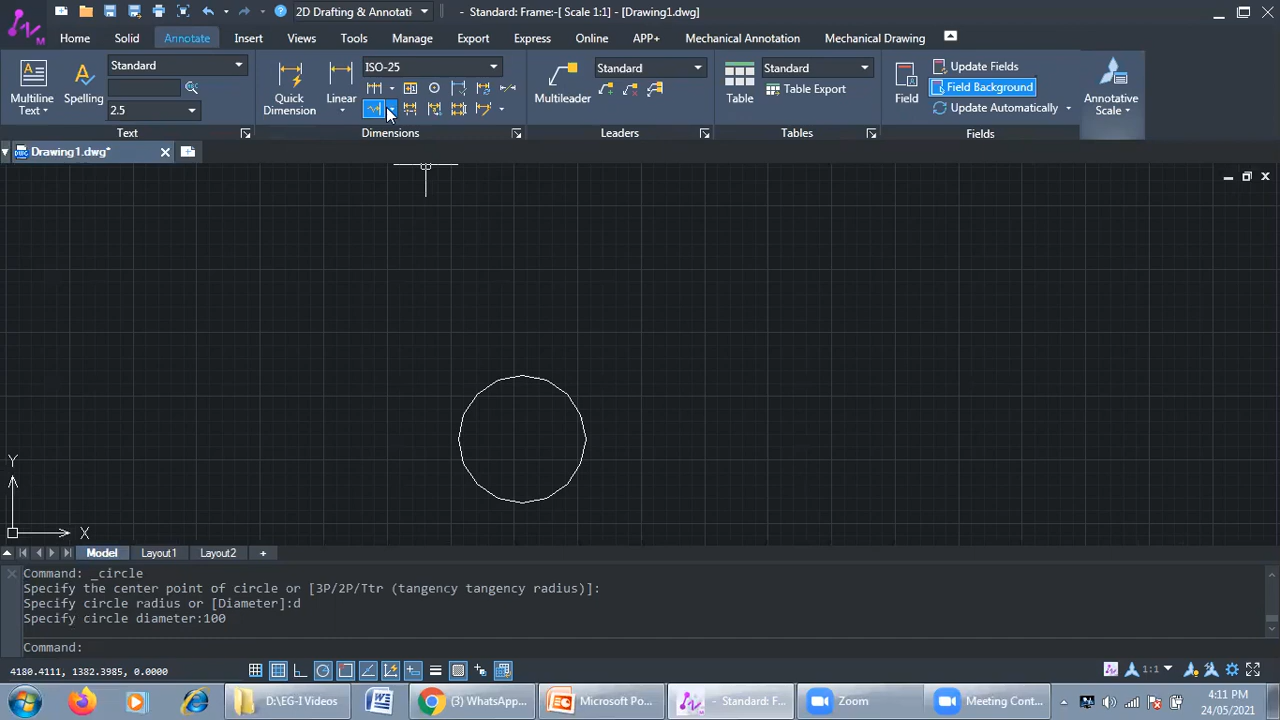 2D Drafting & Annotati
- Standard: Frame:-[ Scale 1:1] - [Drawing1.dwg]
Home
Solid
Annotate
Insert
Views
Tools
Manage
Export
Express
Online
APP+
Mechanical Annotation
Mechanical Drawing
Multiline
Text
Spelling
Standard
2.5
Text
Quick
Dimension
Linear
ISO-25
Dimensions
Multileader
Standard
Leaders
Table
Standard
Table Export
Tables
Field
Update Fields
Field Background
Update Automatically
Fields
Annotative
Scale
Drawing1.dwg*
Y
X
Model
Layout1
Layout2
+
Command: _circle
Specify the center point of circle or [3P/2P/Ttr (tangency tangency radius)]:
Specify circle radius or [Diameter]:d
Specify circle diameter:100
Command:
4180.4111, 1382.3985, 0.0000
1:1
D:\EG-I Videos
(3) WhatsApp...
Microsoft Po...
- Standard: F...
Zoom
Meeting Cont...
4:11 PM
24/05/2021